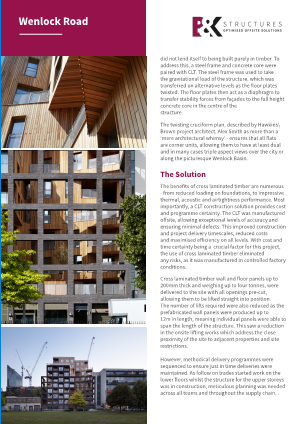 Wenlock Road
B&K STRUCTURES
OPTIMISED OFFSITE SOLUTIONS
did not lend itself to being built purely in timber. To
address this, a steel frame and concrete core were
paired with CLT. The steel frame was used to take
the gravitational load of the structure, which was
transferred an alternative levels as the floor plates
twisted. The floor plates then act as a diaphragm to
transfer stability forces from façades to the full height
concrete core in the centre of the
structure.
The twisting cruciform plan, described by Hawkins\
Brown project architect, Alex Smith as more than a
'mere architectural whimsy' - ensures that all flats
are corner units, allowing them to have at least dual
and in many cases triple aspect views over the city or
along the picturesque Wenlock Basin.
The Solution
The benefits of cross laminated timber are numerous
- from reduced loading on foundations, to impressive
thermal, acoustic and airtightness performance. Most
importantly, a CLT construction solution provides cost
and programme certainty. The CLT was manufactured
offsite, allowing exceptional levels of accuracy and
ensuring minimal defects. This improved construction
and project delivery timescales, reduced costs
and maximised efficiency on all levels. With cost and
time certainty being a crucial factor for this project,
the use of cross laminated timber eliminated
any risks, as it was manufactured in controlled factory
conditions.
Cross laminated timber wall and floor panels up to
200mm thick and weighing up to four tonnes, were
delivered to the site with all openings pre-cut,
allowing them to be lifted straight into position.
The number of lifts required were also reduced as the
prefabricated wall panels were produced up to
12m in length, meaning individual panels were able to
span the length of the structure. This saw a reduction
in the onsite lifting works which address the close
proximity of the site to adjacent properties and site
restrictions.
However, methodical delivery programmes were
sequenced to ensure just in time deliveries were
maintained. As follow on trades started work on the
lower floors whilst the structure for the upper storeys
was in construction, meticulous planning was needed
across all teams and throughout the supply chain.